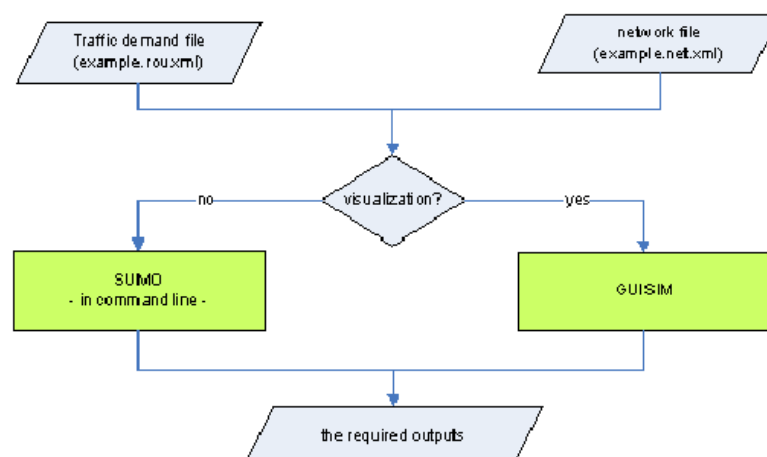 Traffic demand file
(example.rou.xml)
network file
(example.net.xml)
visualization?
no
yes
SUMO
- in command line -
GUISIM
the required outputs